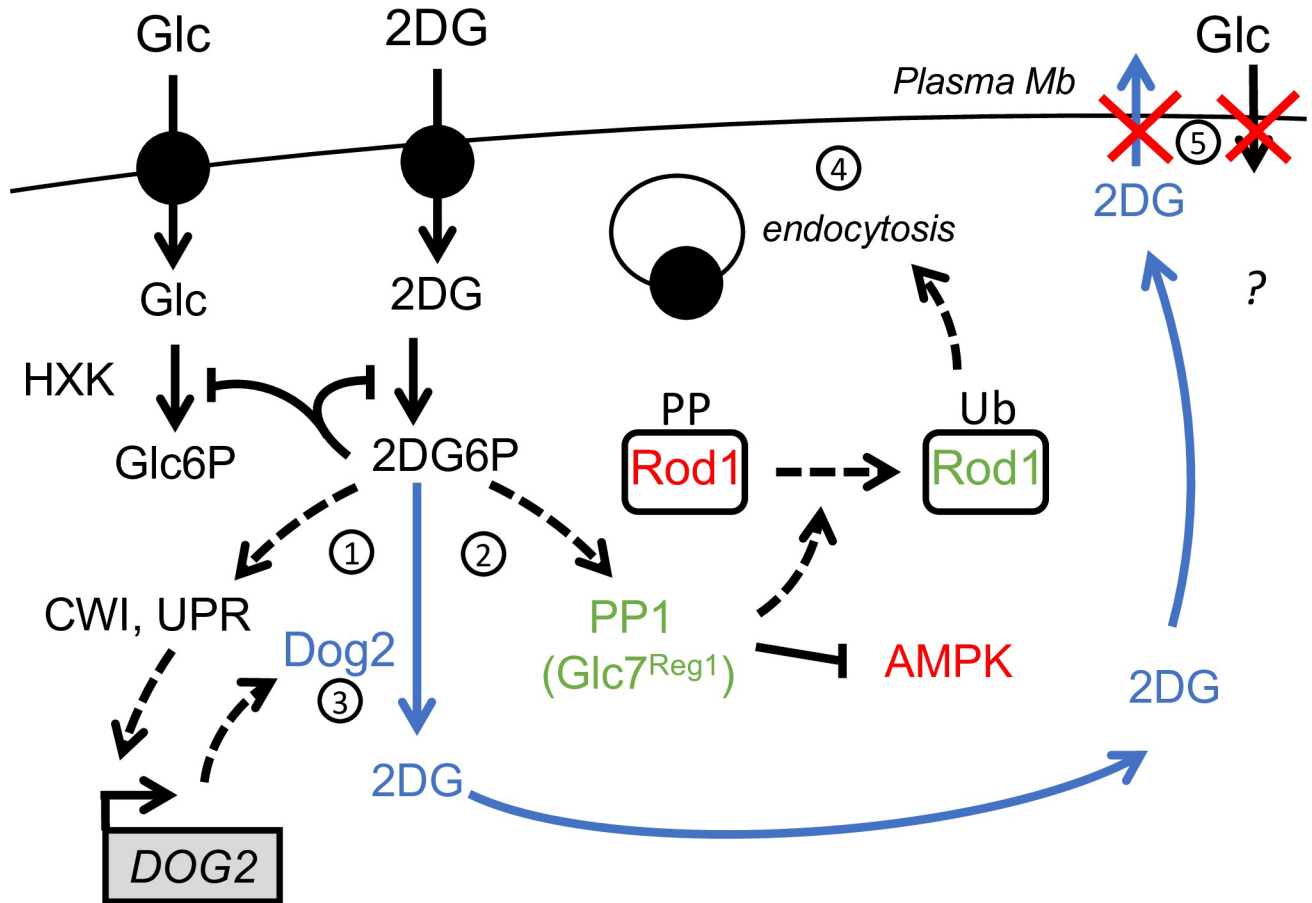 Glc
2DG
Glc
Plasma Mb
④
⑤
endocytosis
2DG
Glc
2DG
?
HXK
PP
Ub
Glc6P
2DG6P
Rod1
Rod1
①
②
CWI, UPR
Dog2
PP1
(Glc7Reg1)
AMPK
③
2DG
2DG
DOG2